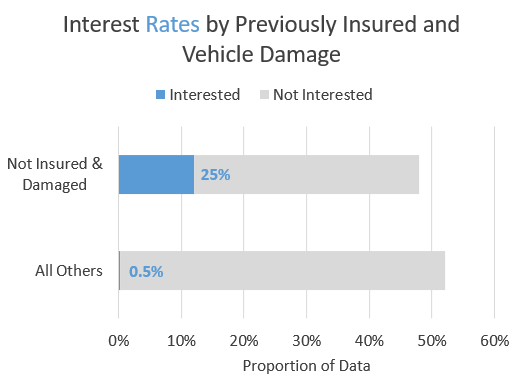 Interest Rates by Previously Insured and
Vehicle Damage
Interested Not Interested
Not Insured &
Damaged
25%
All Others
0.5%
0% 10% 20% 30% 40% 50% 60%
Proportion of Data